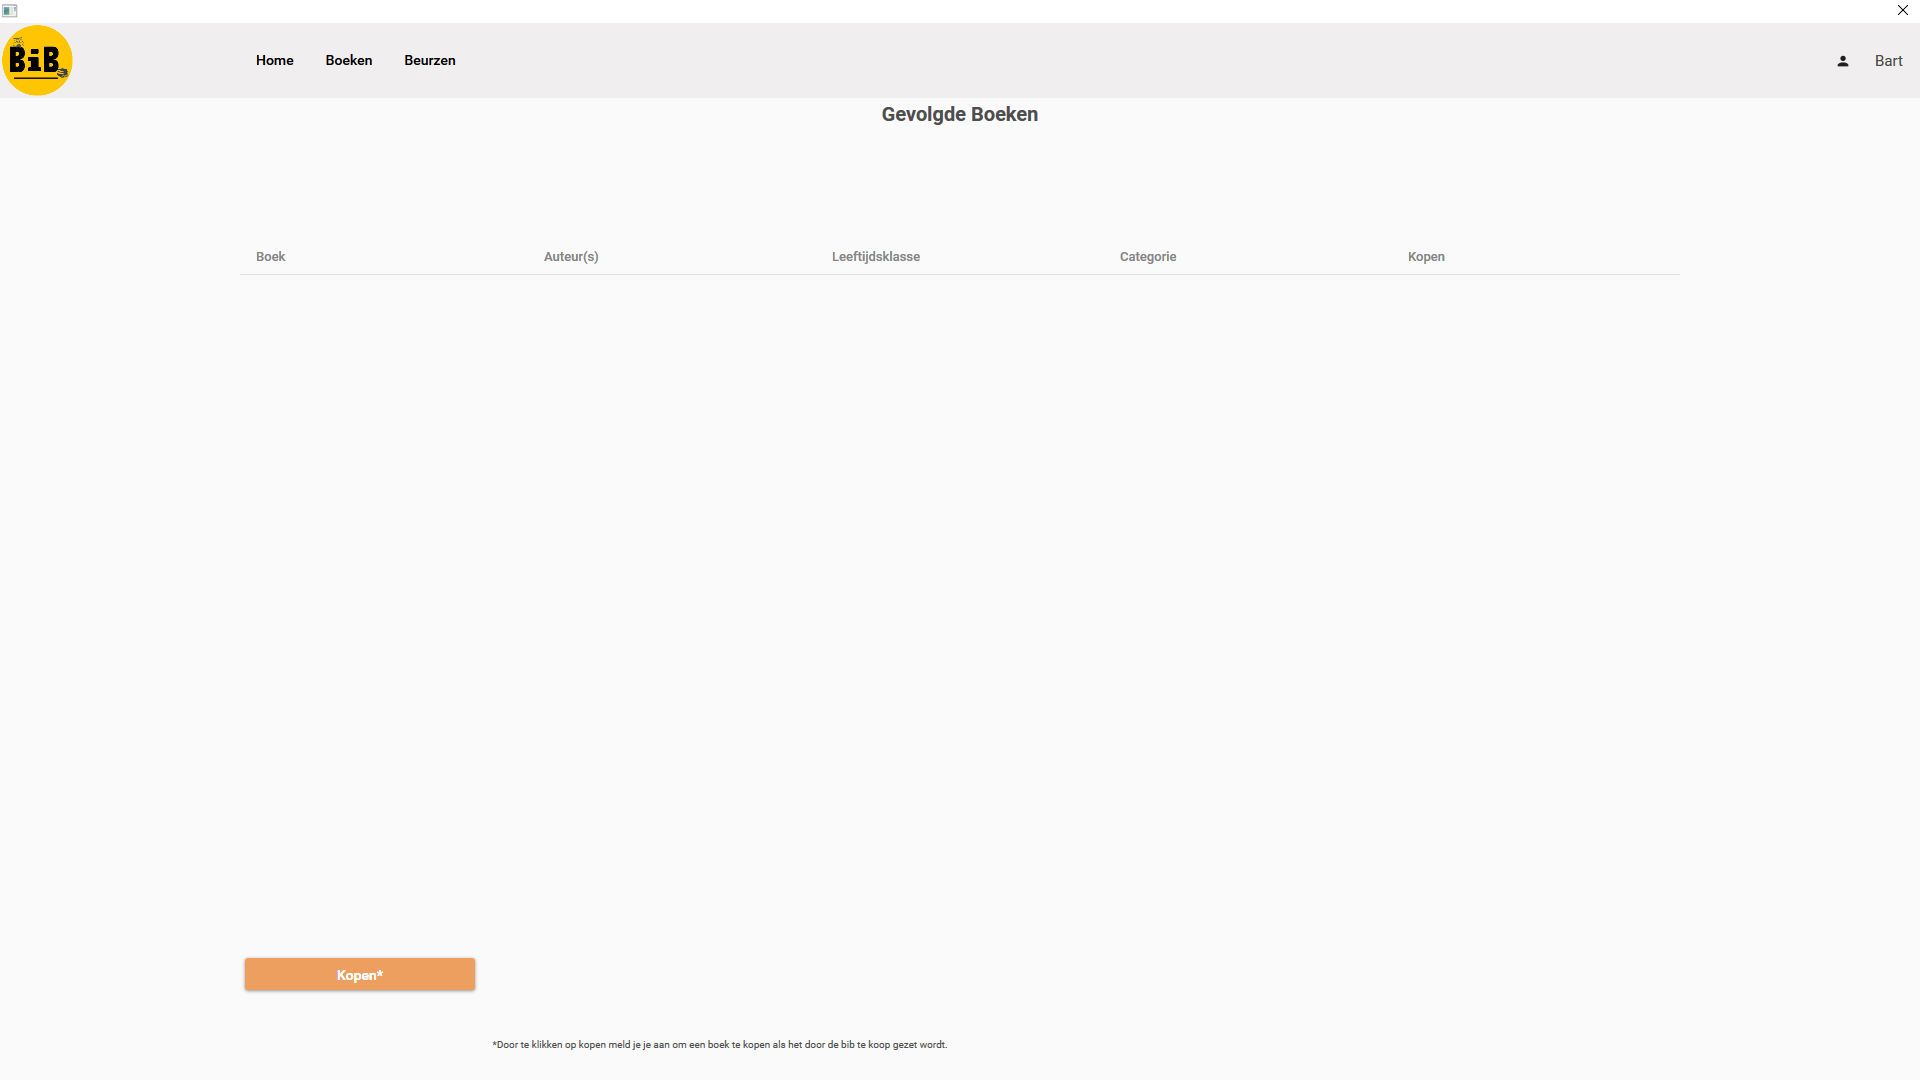 BiB
Home Boeken Beurzen Bart
Gevolgde Boeken
Boek Auteur(s) Leeftijdsklasse Categorie Kopen
Kopen*
*Door te klikken op kopen meld je je aan om een boek te kopen als het door de bib te koop gezet wordt.